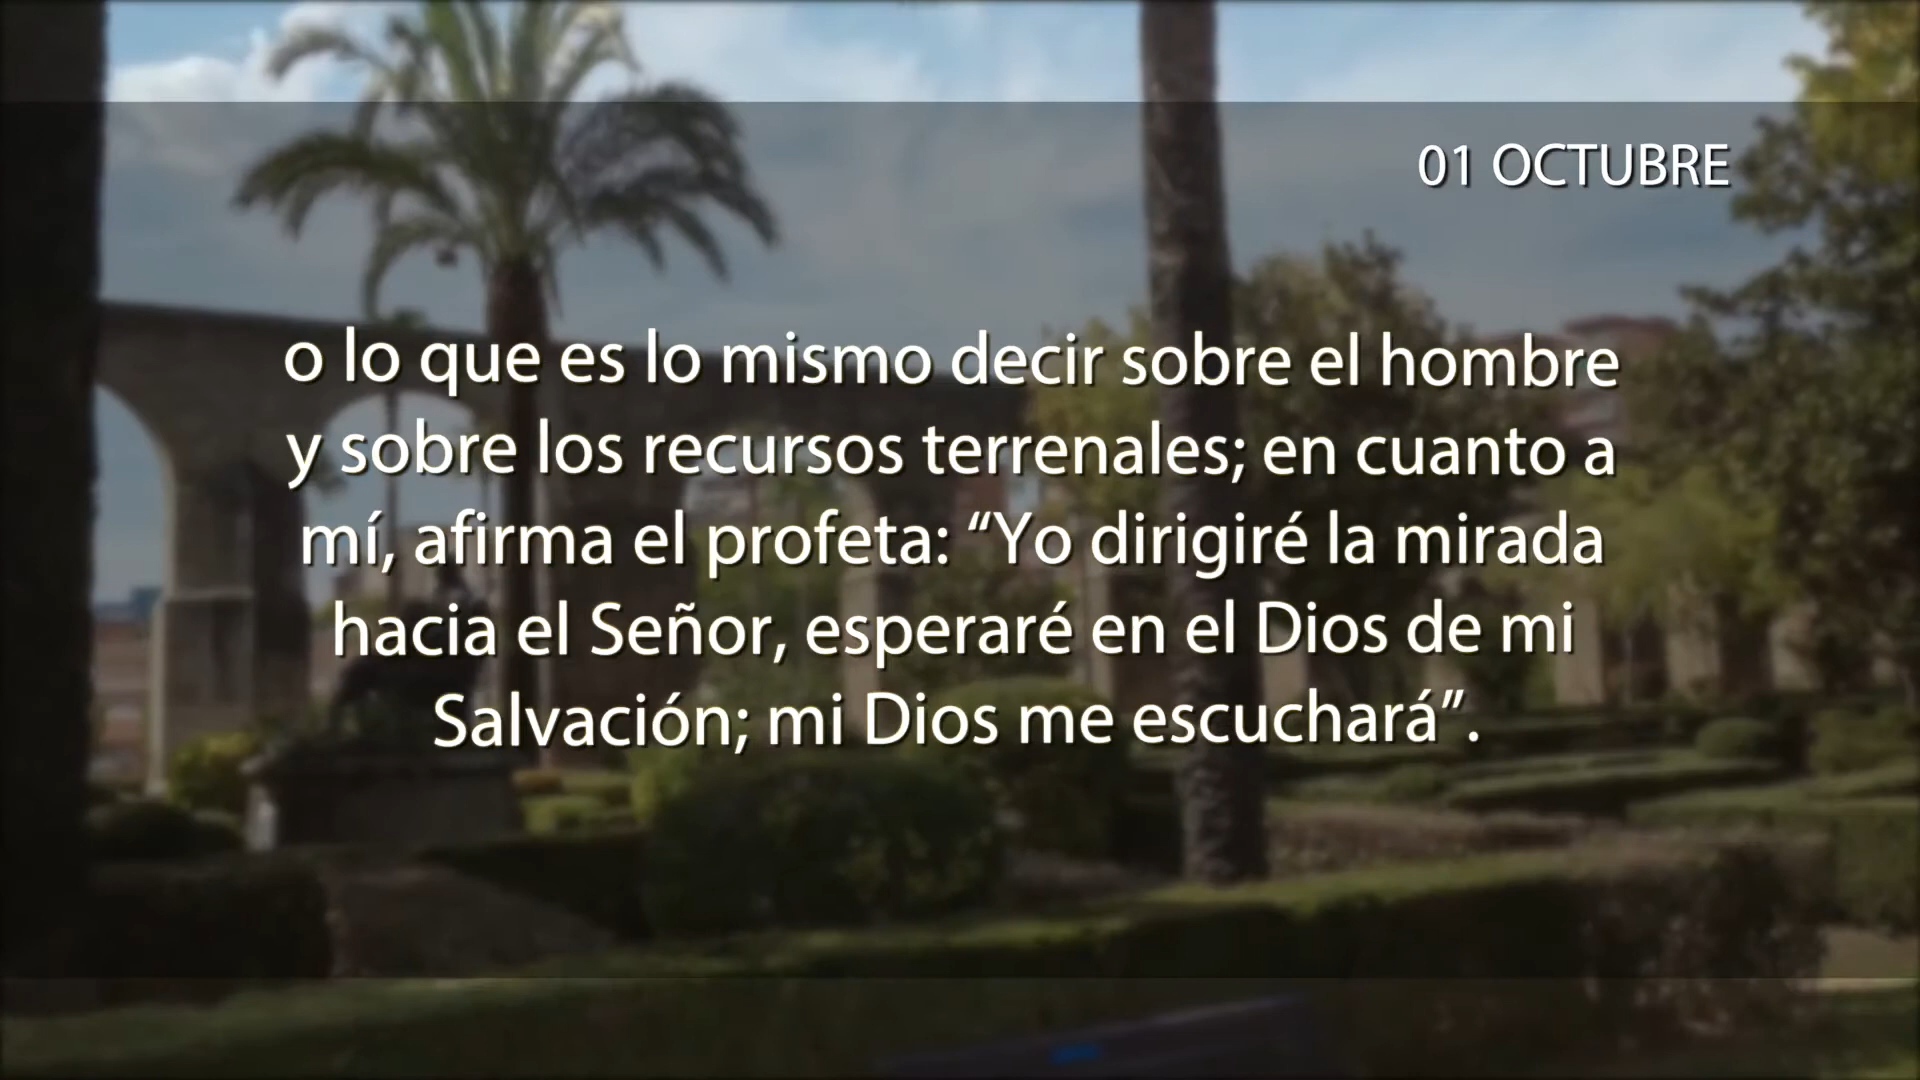 01 OCTUBRE
o lo que es lo mismo decir sobre el hombre
y sobre los recursos terrenales; en cuanto a
mí, afirma el profeta: “Yo dirigiré la mirada
hacia el Señor, esperaré en el Dios de mi
Salvación; mi Dios me escuchará”.